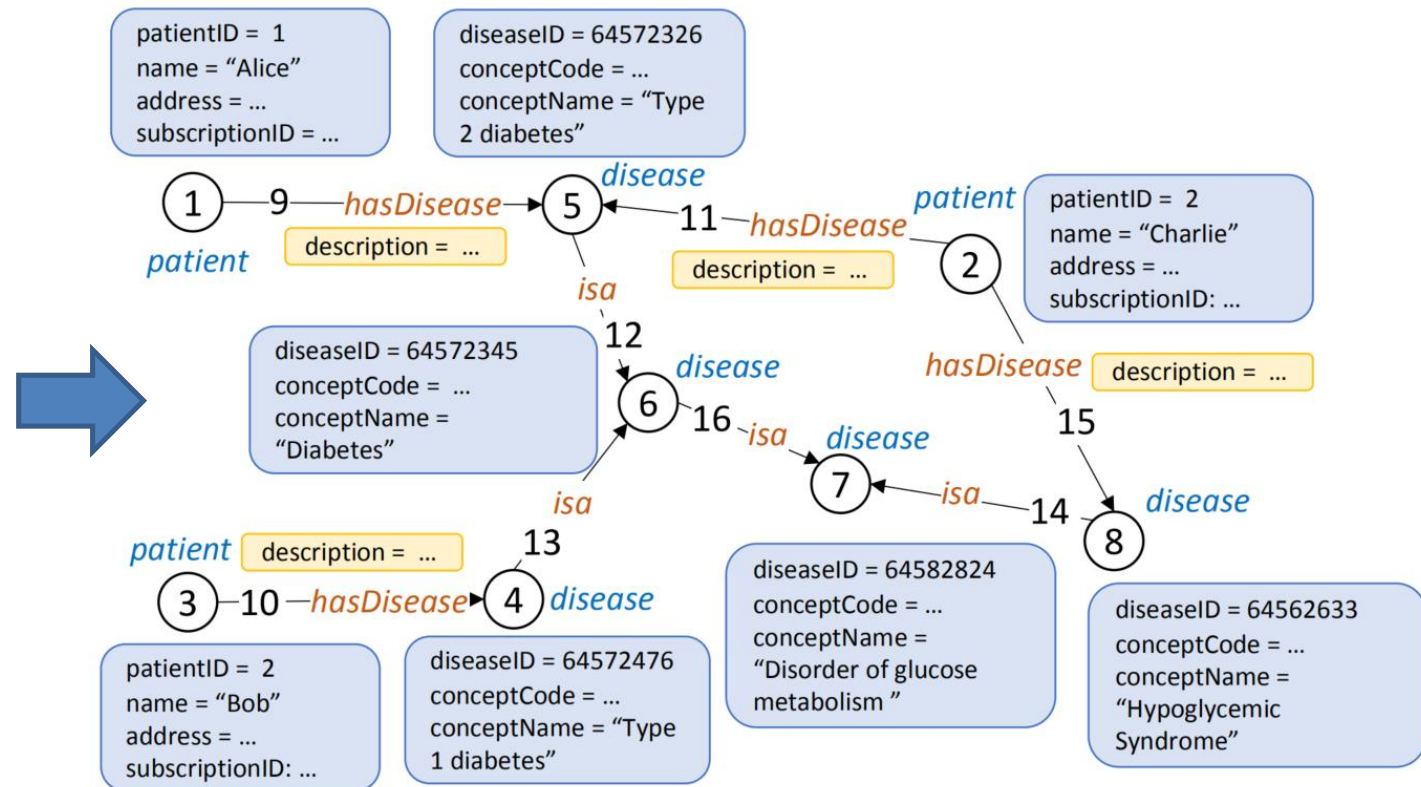 patientID = 1
name = “Alice”
address = ...
subscriptionID = ...
diseaseID = 64572326
conceptCode = ...
conceptName = “Type
2 diabetes”
1
9
hasDisease
5
disease
patient
description = ...
11
hasDisease
description = ...
patient
2
patientID = 2
name = “Charlie”
address = ...
subscriptionID: ...
isa
12
diseaseID = 64572345
conceptCode = ...
conceptName =
“Diabetes”
6
disease
16
isa
disease
7
hasDisease
description = ...
15
isa
14
disease
8
isa
13
patient
description = ...
3
10
hasDisease
4
disease
patientID = 2
name = “Bob”
address = ...
subscriptionID: ...
diseaseID = 64572476
conceptCode = ...
conceptName = “Type
1 diabetes”
diseaseID = 64582824
conceptCode = ...
conceptName =
“Disorder of glucose
metabolism ”
diseaseID = 64562633
conceptCode = ...
conceptName =
“Hypoglycemic
Syndrome”